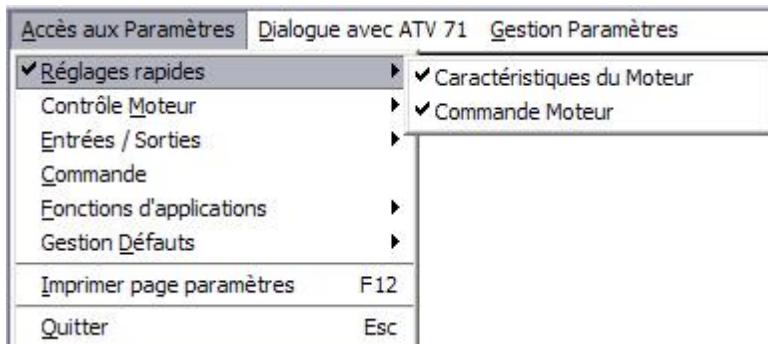 Accès aux Paramètres Dialogue avec ATV 71 Gestion Paramètres
Réglages rapides
Caractéristiques du Moteur
Contrôle Moteur
Commande Moteur
Entrées / Sorties
Commande
Fonctions d'applications
Gestion Défauts
Imprimer page paramètres F12
Quitter Esc